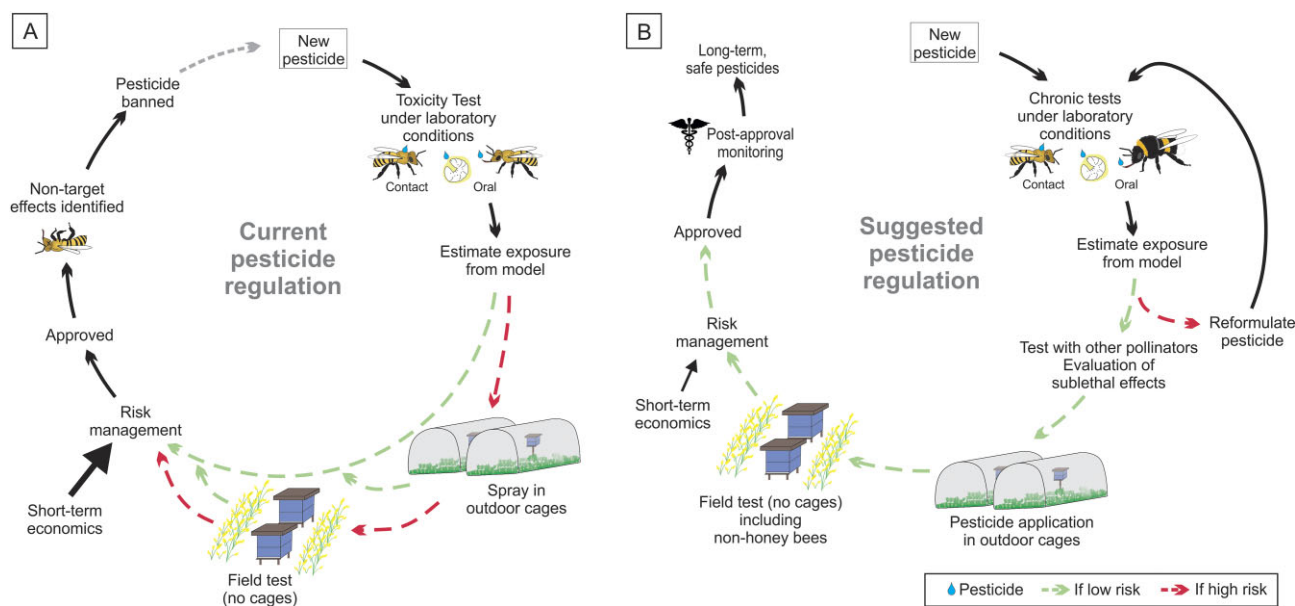 A
New
pesticide
Pesticide
banned
Toxicity Test
under laboratory
conditions
Contact
Oral
Non-target
effects identified
Current
pesticide
regulation
Estimate exposure
from model
Approved
Risk
management
Short-term
economics
Spray in
outdoor cages
Field test
(no cages)
B
Long-term,
safe pesticides
New
pesticide
Post-approval
monitoring
Chronic tests
under laboratory
conditions
Contact
Oral
Approved
Suggested
pesticide
regulation
Estimate exposure
from model
Risk
management
Reformulate
pesticide
Test with other pollinators
Evaluation of
sublethal effects
Short-term
economics
Field test (no cages)
including
non-honey bees
Pesticide application
in outdoor cages
Pesticide
If low risk
If high risk